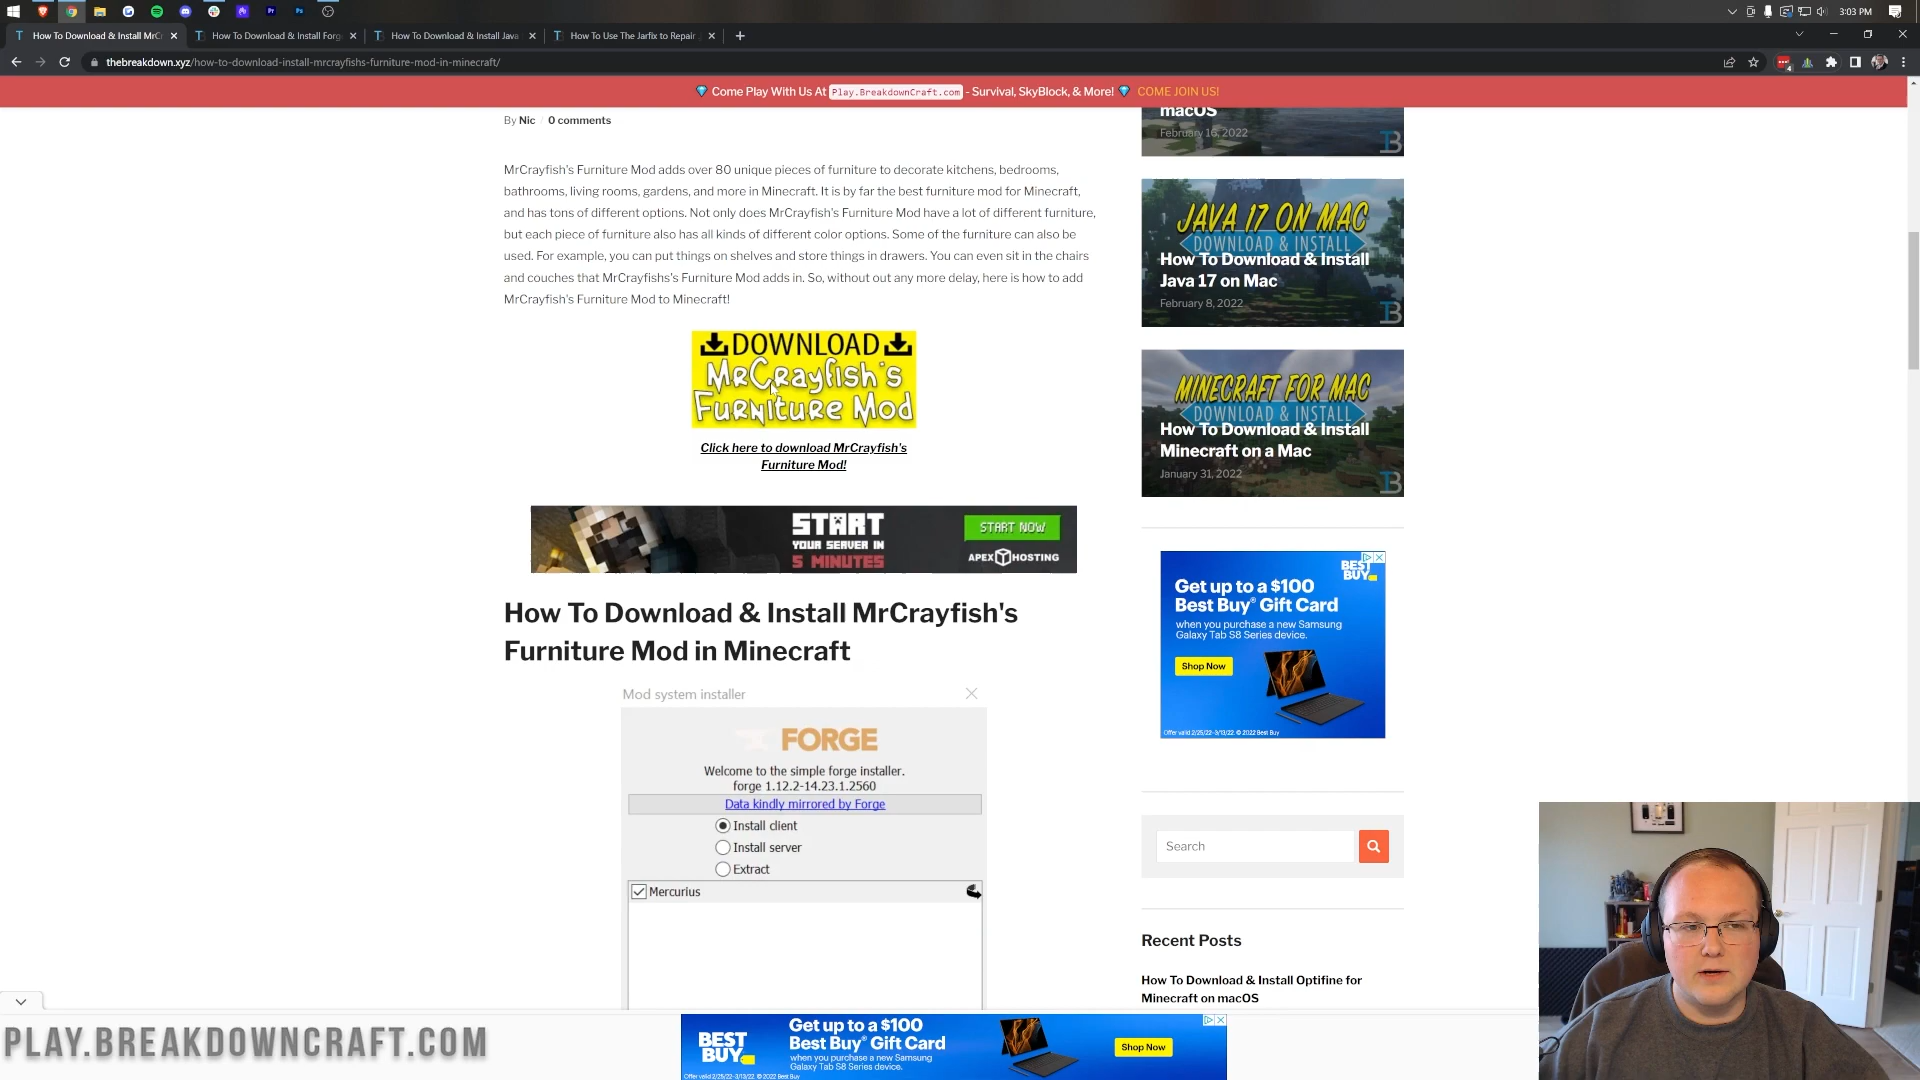 3:03 PM
How To Download & Install MrC
How To Download & Install Forg
How To Download & Install Java
How To Use The Jarfix to Repair
thebreakdown.xyz/how-to-download-install-mrcrayfishs-furniture-mod-in-minecraft/
Come Play With Us At Play.BreakdownCraft.com - Survival, SkyBlock, & More! COME JOIN US!
By Nic / 0 comments
MrCrayfish's Furniture Mod adds over 80 unique pieces of furniture to decorate kitchens, bedrooms,
bathrooms, living rooms, gardens, and more in Minecraft. It is by far the best furniture mod for Minecraft,
and has tons of different options. Not only does MrCrayfish's Furniture Mod have a lot of different furniture,
but each piece of furniture also has all kinds of different color options. Some of the furniture can also be
used. For example, you can put things on shelves and store things in drawers. You can even sit in the chairs
and couches that MrCrayfishs's Furniture Mod adds in. So, without out any more delay, here is how to add
MrCrayfish's Furniture Mod to Minecraft!
DOWNLOAD
MrCrayfish's
Furniture Mod
Click here to download MrCrayfish's
Furniture Mod!
START
YOUR SERVER IN
5 MINUTES
START NOW
APEX HOSTING
How To Download & Install MrCrayfish's
Furniture Mod in Minecraft
Mod system installer
FORGE
Welcome to the simple forge installer.
forge 1.12.2-14.23.1.2560
Data kindly mirrored by Forge
Install client
Install server
Extract
Mercurius
macOS
February 16, 2022
JAVA 17 ON MAC
DOWNLOAD & INSTALL
How To Download & Install
Java 17 on Mac
February 8, 2022
MINECRAFT FOR MAC
DOWNLOAD & INSTALL
How To Download & Install
Minecraft on a Mac
January 31, 2022
BEST
BUY
Get up to a $100
Best Buy® Gift Card
when you purchase a new Samsung
Galaxy Tab S8 Series device.
Shop Now
Offer valid 2/25/22-3/13/22. © 2022 Best Buy
Search
Recent Posts
How To Download & Install Optifine for
Minecraft on macOS
PLAY.BREAKDOWNCRAFT.COM
BEST
BUY
Get up to a $100
Best Buy® Gift Card
when you purchase a new Samsung
Galaxy Tab S8 Series device.
Shop Now
Offer valid 2/25/22-3/13/22. © 2022 Best Buy